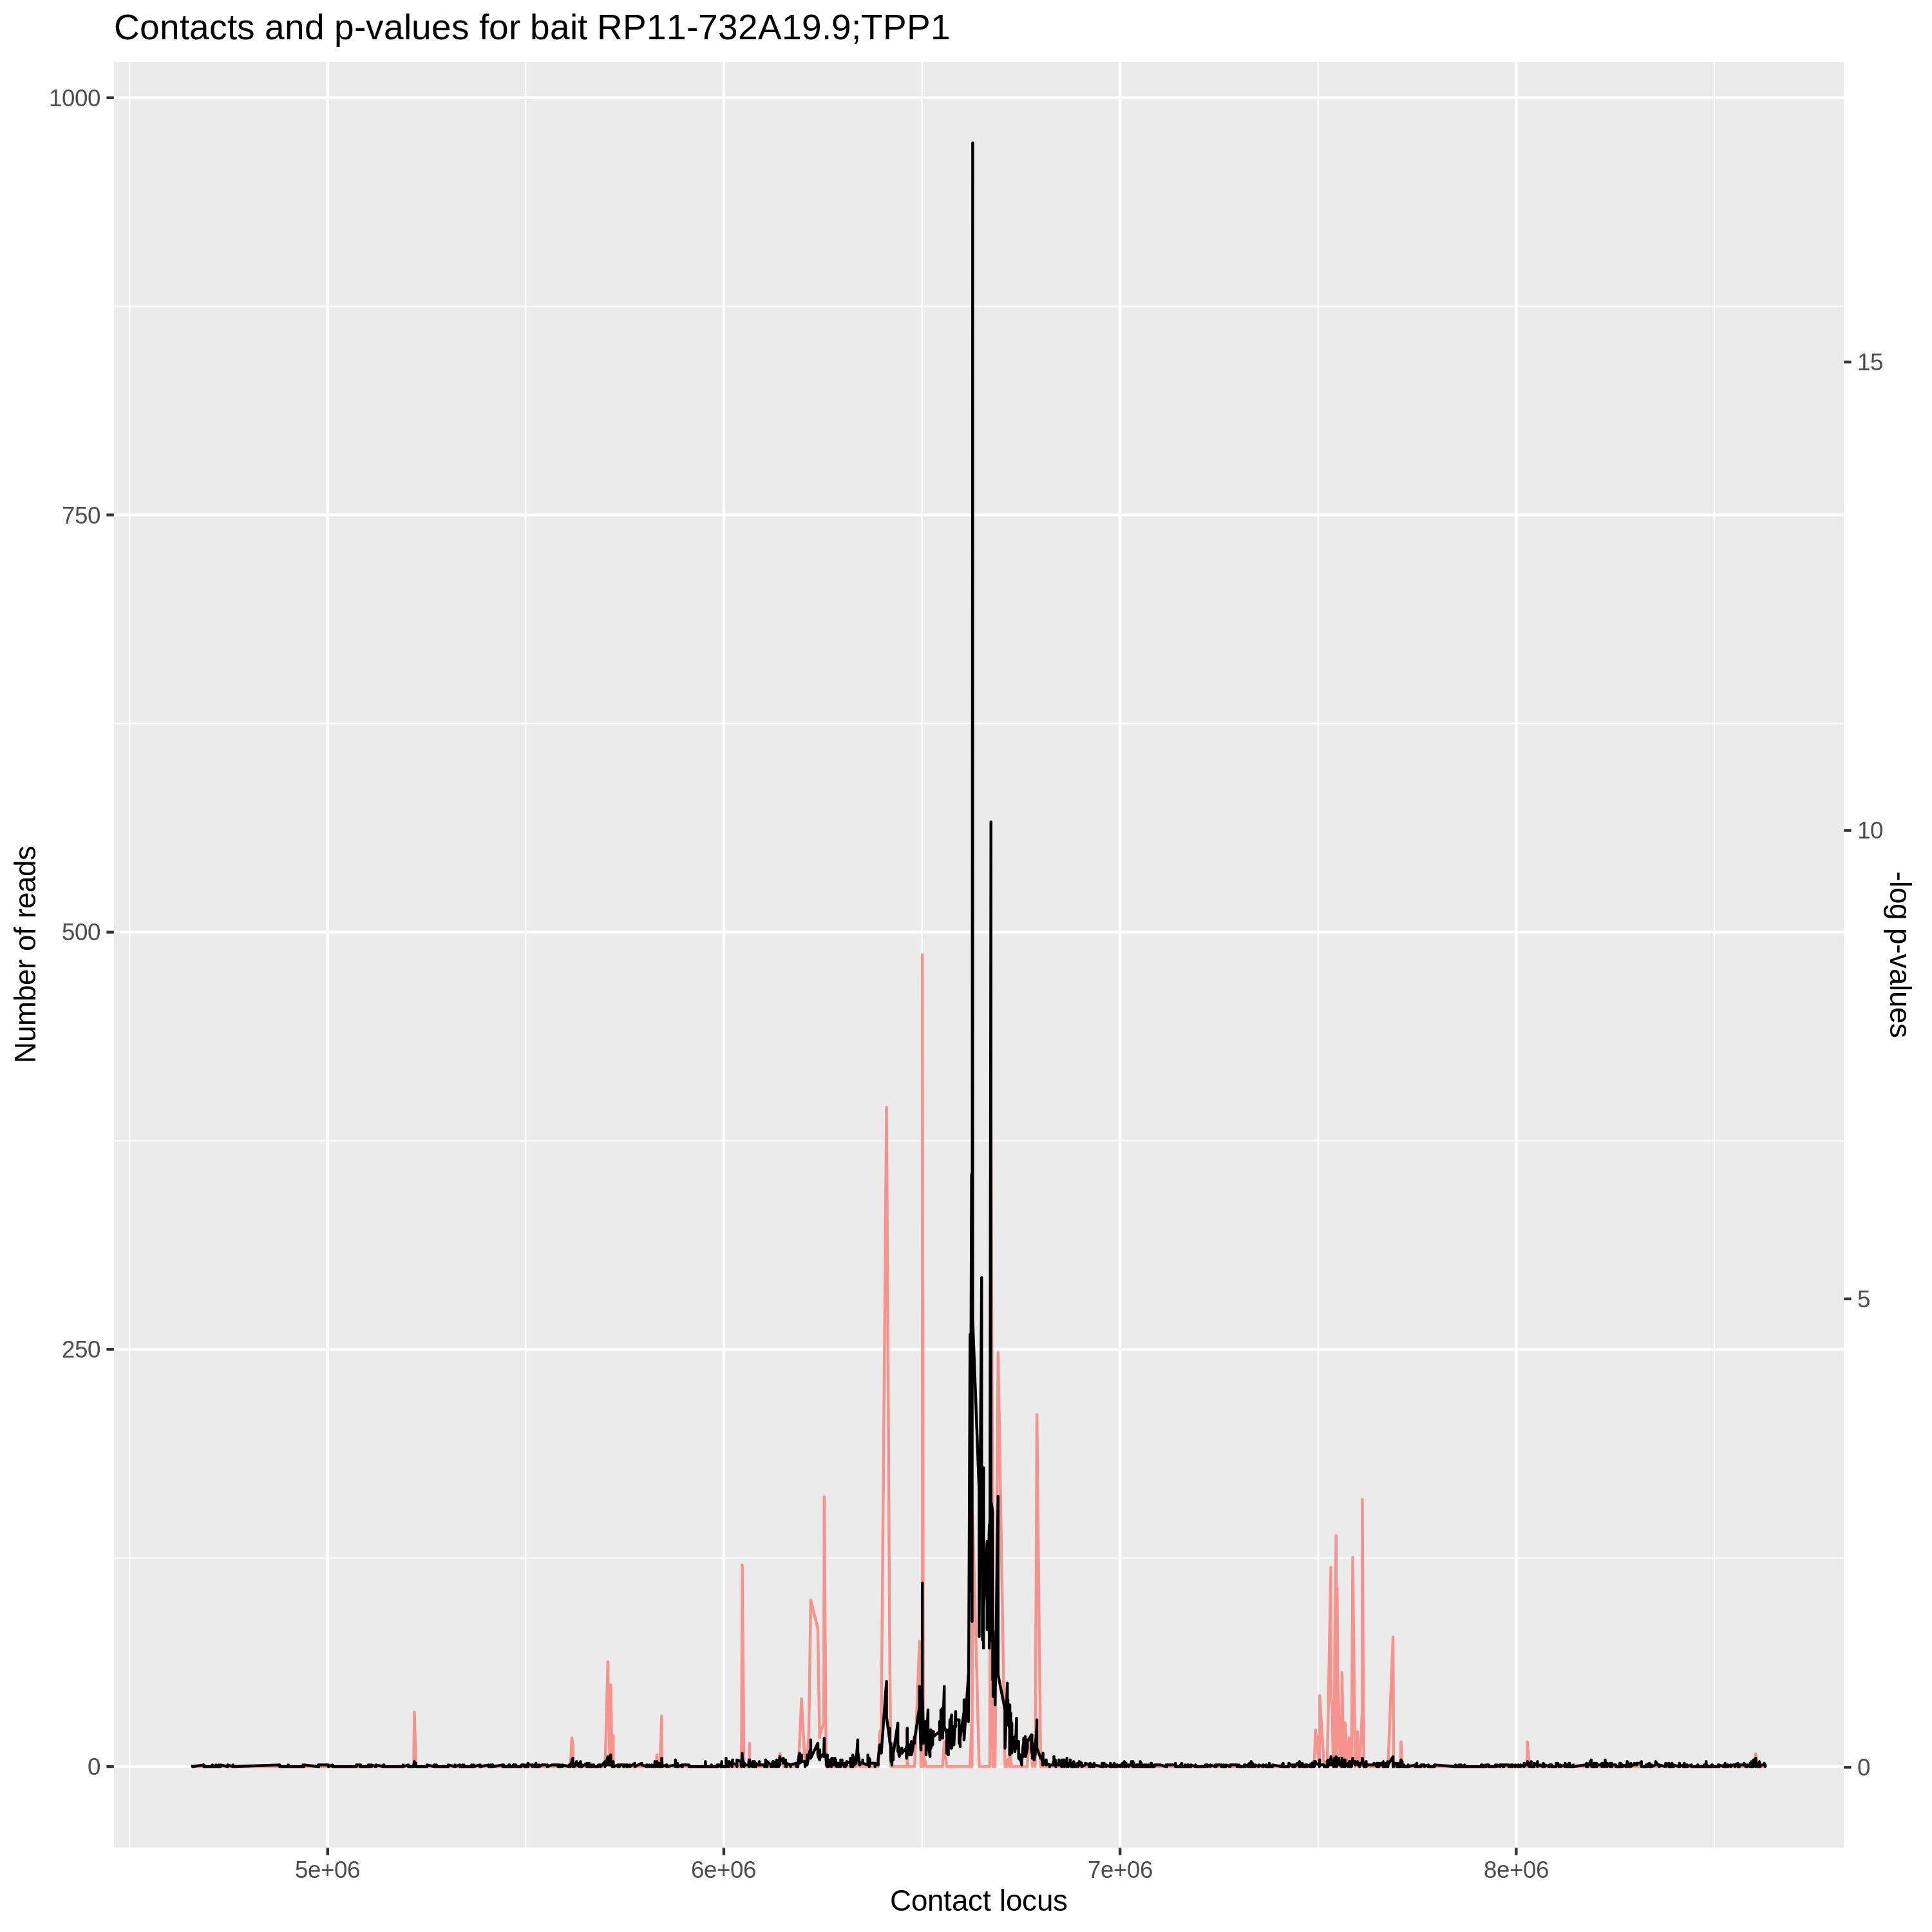 Contacts and p-values for bait RP11-732A19.9;TPP1
1000
750
500
250
0
Number of reads
15
10
5
0
-log p-values
5e+06
6e+06
7e+06
8e+06
Contact locus